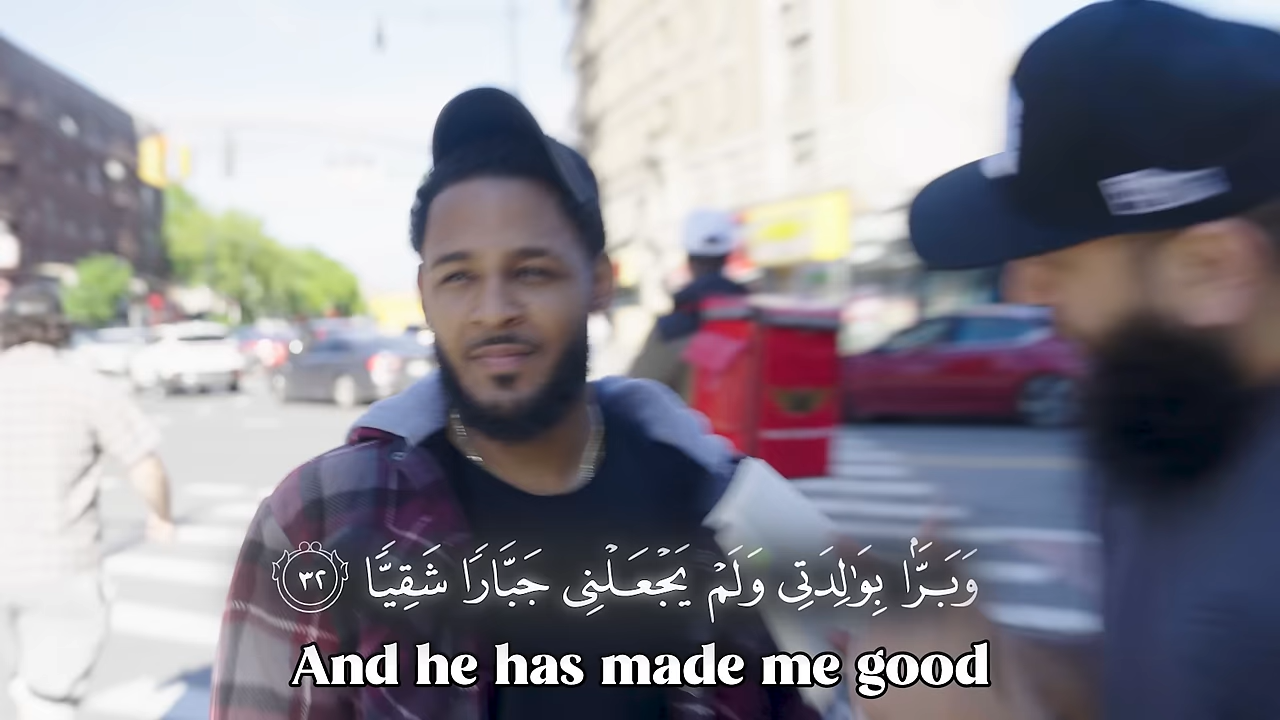 وَبَرًّۢا بِوَٰلِدَتِى وَلَمْ يَجْعَلْنِى جَبَّارًا شَقِيًّا ٣٢
And he has made me good